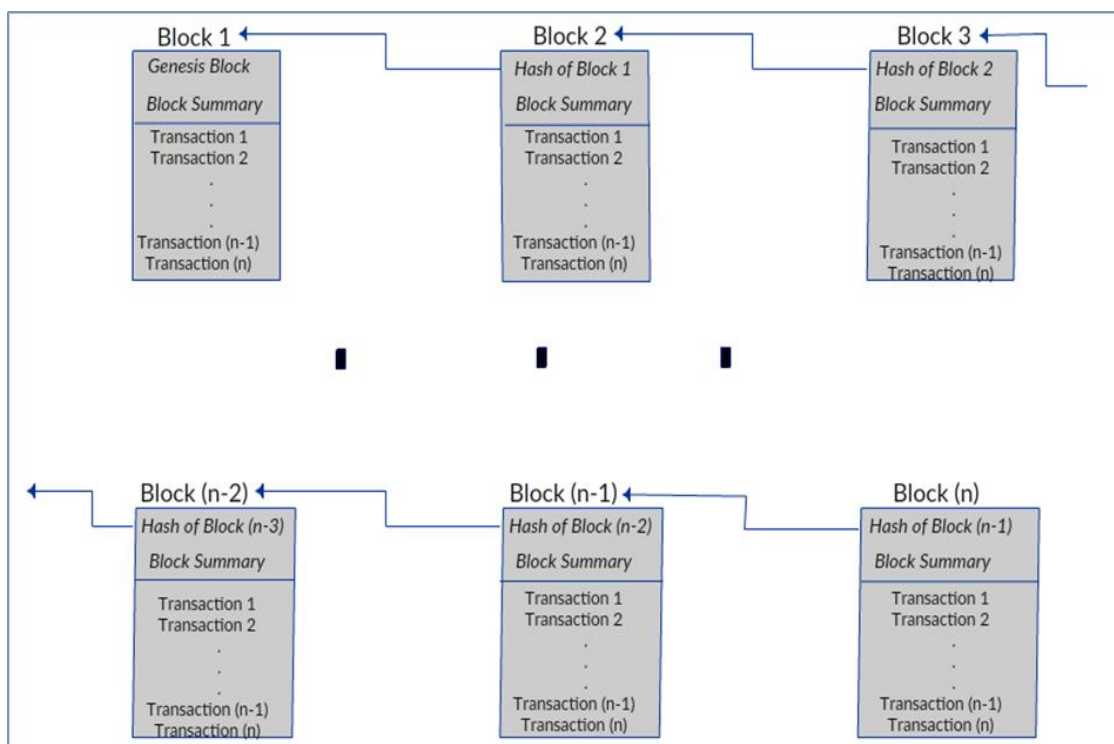 Block 1
Genesis Block
Block Summary
Transaction 1
Transaction 2
.
.
.
Transaction (n-1)
Transaction (n)
Block 2
Hash of Block 1
Block Summary
Transaction 1
Transaction 2
.
.
.
Transaction (n-1)
Transaction (n)
Block 3
Hash of Block 2
Block Summary
Transaction 1
Transaction 2
.
.
.
Transaction (n-1)
Transaction (n)
Block (n-2)
Hash of Block (n-3)
Block Summary
Transaction 1
Transaction 2
.
.
.
Transaction (n-1)
Transaction (n)
Block (n-1)
Hash of Block (n-2)
Block Summary
Transaction 1
Transaction 2
.
.
.
Transaction (n-1)
Transaction (n)
Block (n)
Hash of Block (n-1)
Block Summary
Transaction 1
Transaction 2
.
.
.
Transaction (n-1)
Transaction (n)